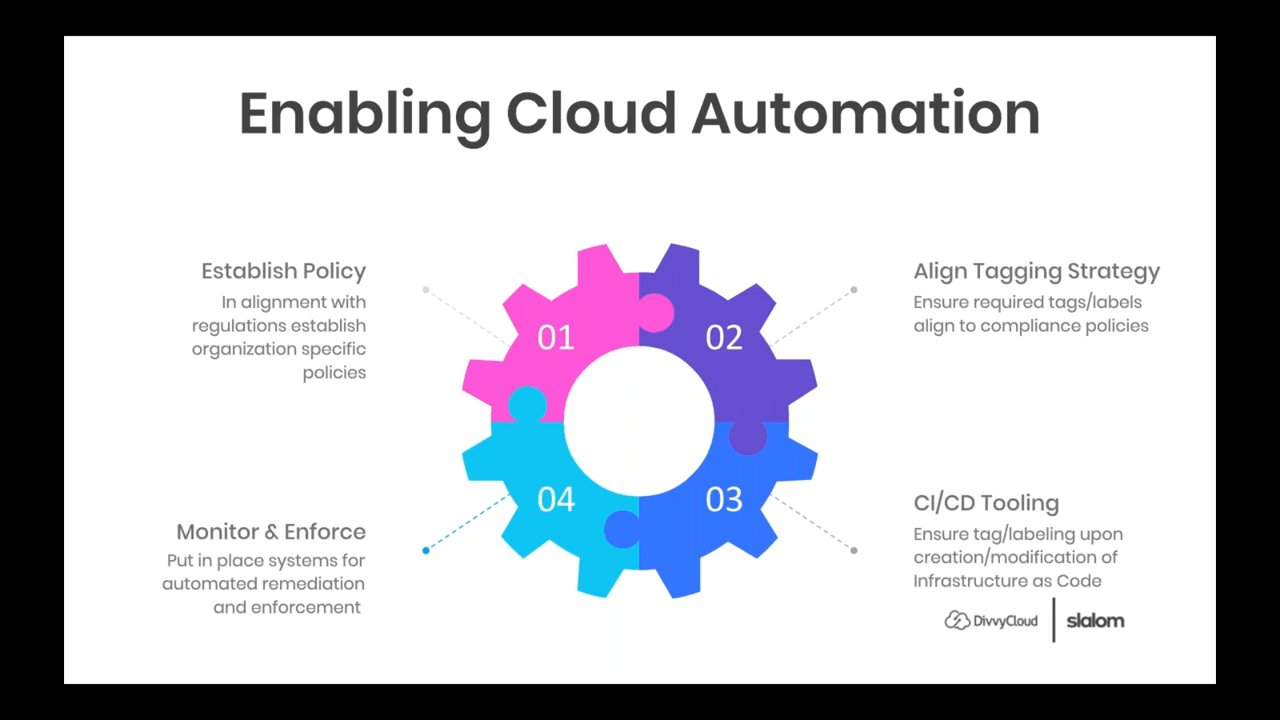 Enabling Cloud Automation
Establish Policy
In alignment with
regulations establish
organization specific
policies
01
02
Align Tagging Strategy
Ensure required tags/labels
align to compliance policies
Monitor & Enforce
Put in place systems for
automated remediation
and enforcement
04
03
CI/CD Tooling
Ensure tag/labeling upon
creation/modification of
Infrastructure as Code
DivvyCloud
slalom